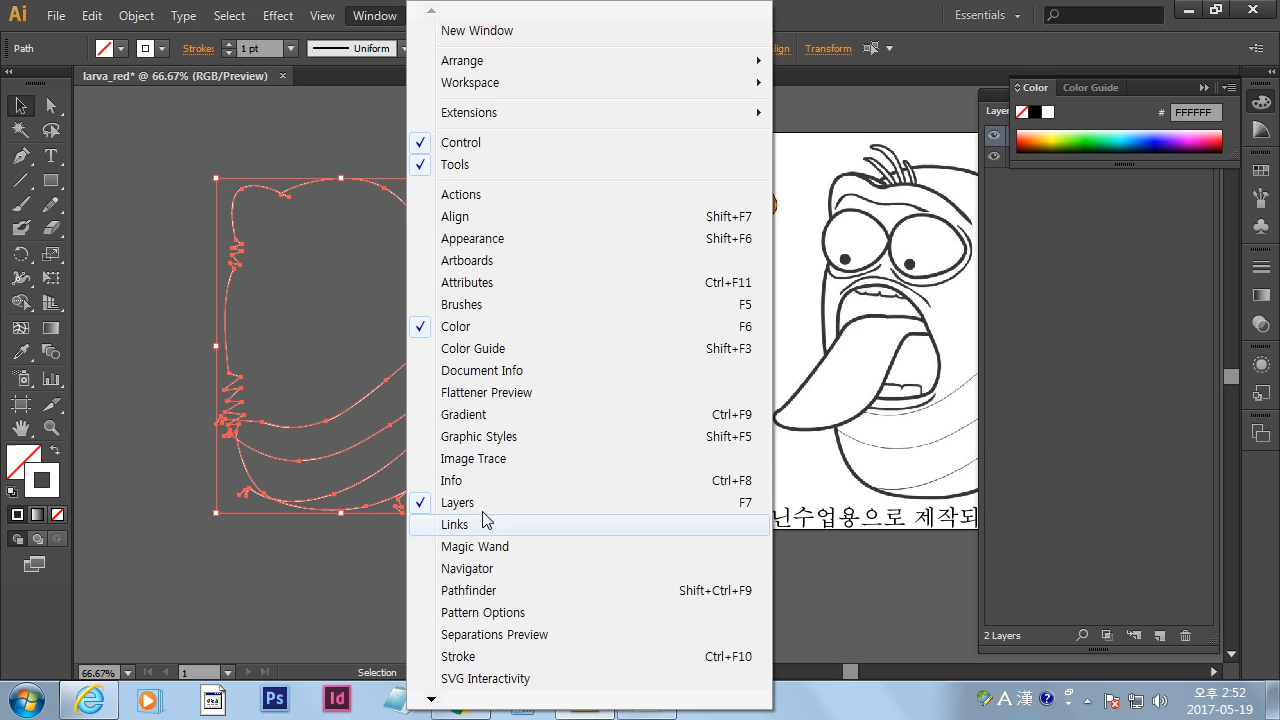 Ai File Edit Object Type Select Effect View Window Essentials
Path Stroke: 1 pt Uniform Transform
larva_red* @ 66.67% (RGB/Preview)
New Window
Arrange
Workspace
Extensions
Control
Tools
Actions
Align Shift+F7
Appearance Shift+F6
Artboards
Attributes Ctrl+F11
Brushes F5
Color F6
Color Guide Shift+F3
Document Info
Flattener Preview
Gradient Ctrl+F9
Graphic Styles Shift+F5
Image Trace
Info Ctrl+F8
Layers F7
Links
Magic Wand
Navigator
Pathfinder Shift+Ctrl+F9
Pattern Options
Separations Preview
Stroke Ctrl+F10
SVG Interactivity
Color Color Guide
Layer
# FFFFFF
닌수업용으로 제작되
2 Layers
66.67% 1 Selection
Ps Id A 漢
오후 2:52
2017-05-19